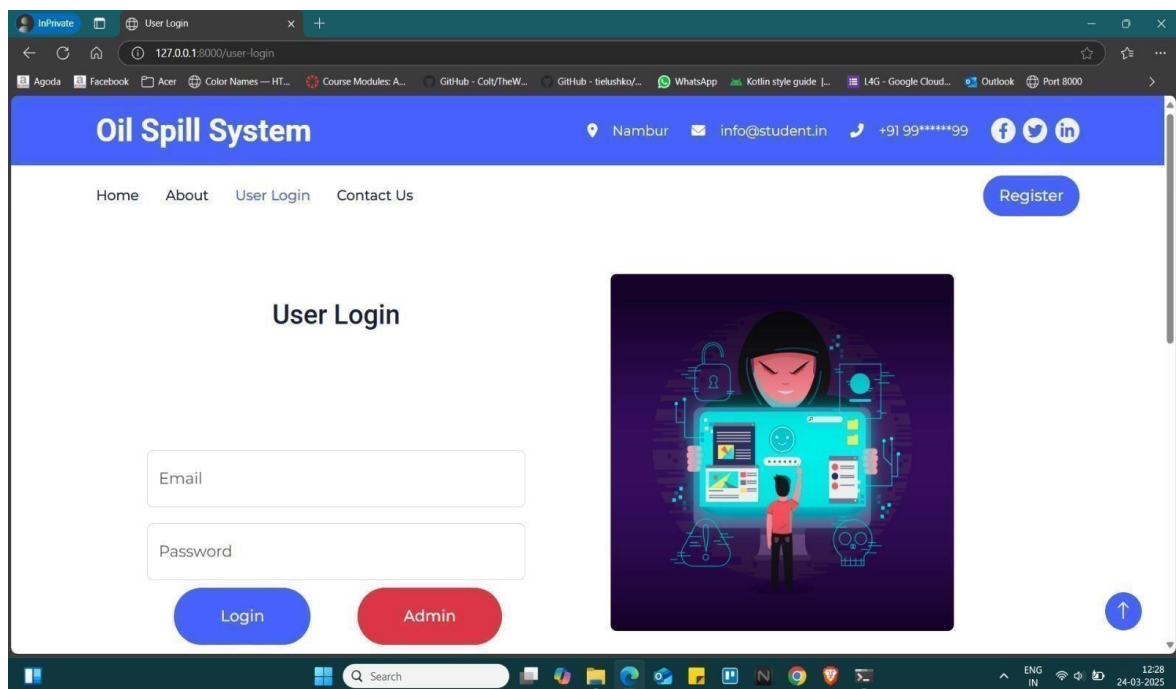 InPrivate User Login
127.0.0.1:8000/user-login
Agoda Facebook Acer Color Names — HT... Course Modules: A... GitHub - Colt/TheW... GitHub - tielushko/... WhatsApp Kotlin style guide |... L4G - Google Cloud... Outlook Port 8000
Oil Spill System Nambur info@student.in +91 99******99
Home About User Login Contact Us Register
User Login
Email
Password
Login Admin
Search ENG 12:28
IN 24-03-2025